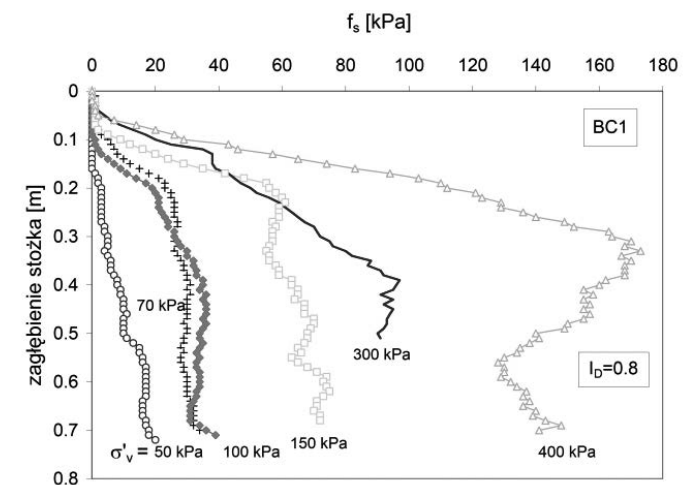 fs [kPa]
0 20 40 60 80 100 120 140 160 180
0
0.1
0.2
0.3
0.4
0.5
0.6
0.7
0.8
zagłębienie stożka [m]
BC1
70 kPa
300 kPa
ID=0.8
150 kPa
σ'v = 50 kPa 100 kPa
400 kPa